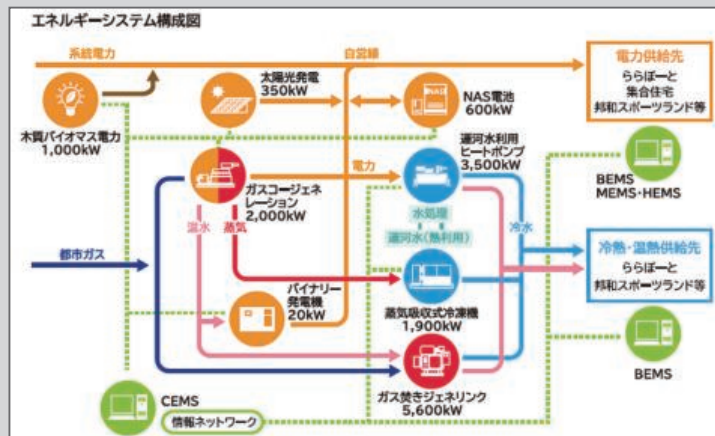 エネルギーシステム構成図
系統電力
自営線
木質バイオマス電力
1,000kW
太陽光発電
350kW
NAS
NAS電池
600kW
電力供給先
ららぽーと
集合住宅
邦和スポーツランド等
BEMS
MEMS・HEMS
ガスコージェネ
レーション
2,000kW
電力
運河水利用
ヒートポンプ
3,500kW
温水
蒸気
水処理
運河水(熱利用)
冷水
都市ガス
冷熱・温熱供給先
ららぽーと
邦和スポーツランド等
バイナリー
発電機
20kW
蒸気吸収式冷凍機
1,900kW
BEMS
ガス焚きジェネリンク
5,600kW
CEMS
情報ネットワーク